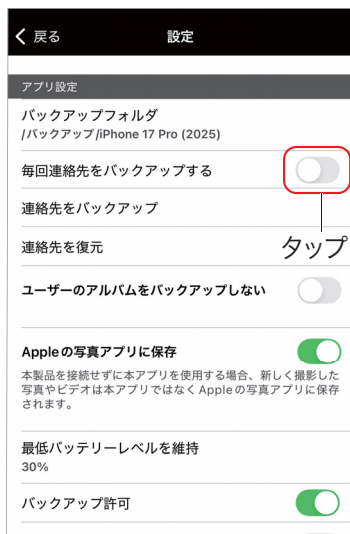 戻る
設定
アプリ設定
バックアップフォルダ
/バックアップ/iPhone 17 Pro (2025)
毎回連絡先をバックアップする
連絡先をバックアップ
連絡先を復元
タップ
ユーザーのアルバムをバックアップしない
Appleの写真アプリに保存
本製品を接続せずに本アプリを使用する場合、新しく撮影した
写真やビデオは本アプリではなくAppleの写真アプリに保存
されます。
最低バッテリーレベルを維持
30%
バックアップ許可